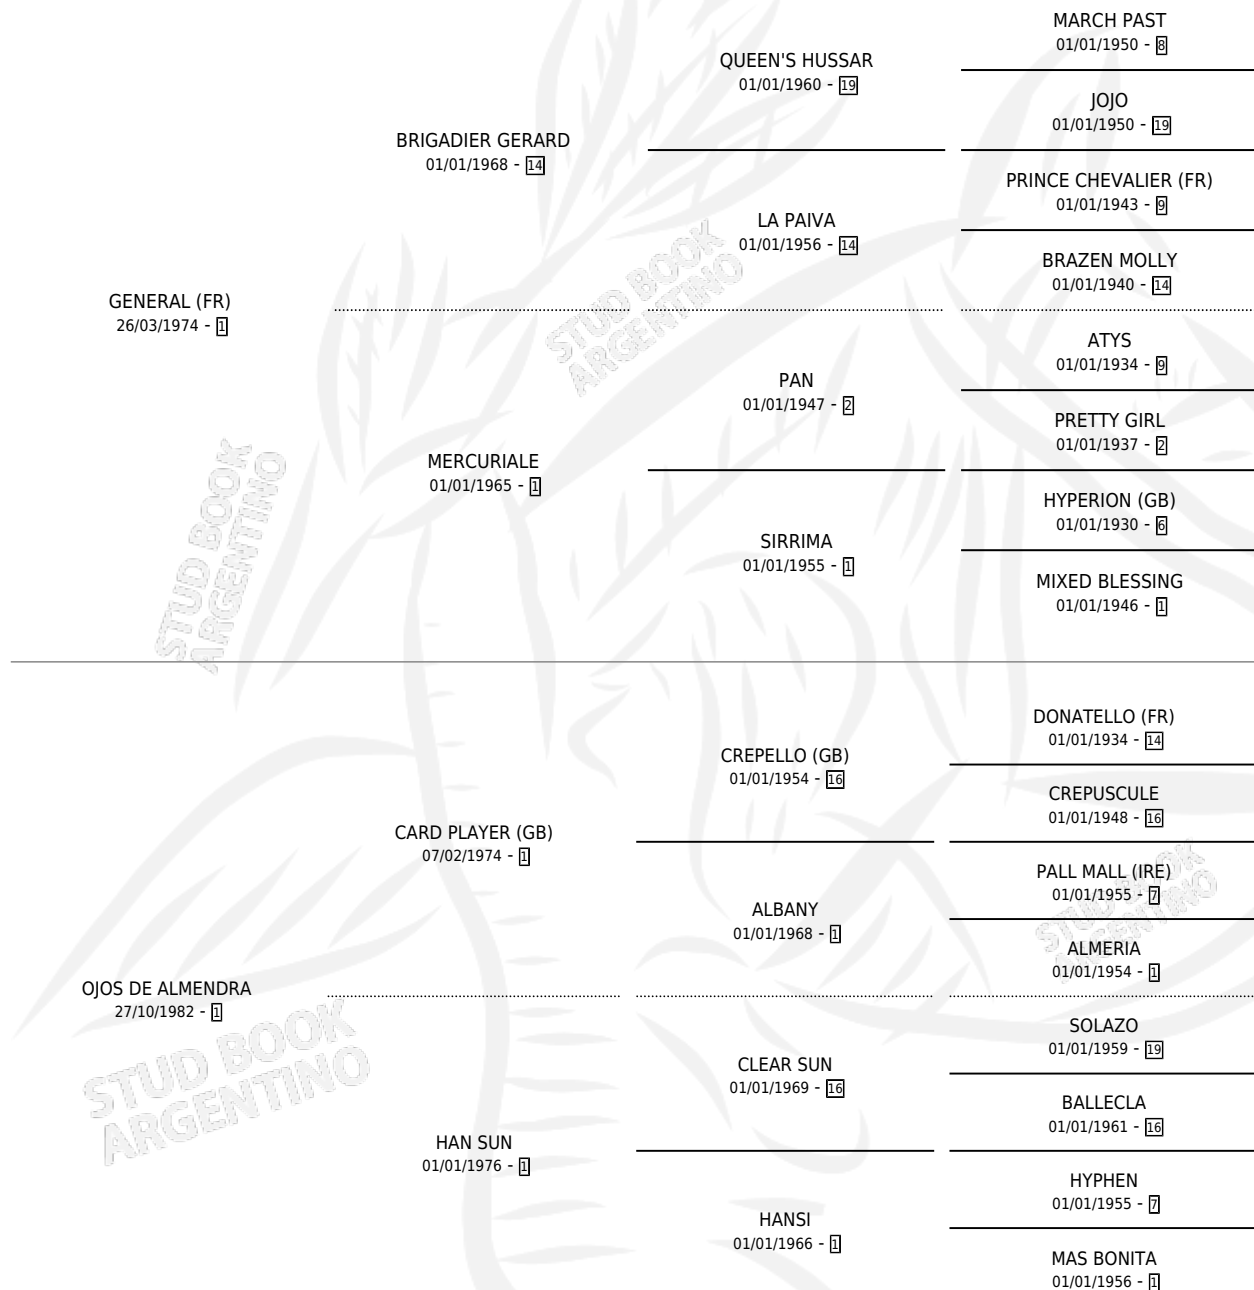 MARCH PAST
01/01/1950 - 8
QUEEN'S HUSSAR
01/01/1960 - 19
JOJO
01/01/1950 - 19
BRIGADIER GERARD
01/01/1968 - 14
PRINCE CHEVALIER (FR)
01/01/1943 - 9
LA PAIVA
01/01/1956 - 14
BRAZEN MOLLY
01/01/1940 - 14
GENERAL (FR)
26/03/1974 - 1
ATYS
01/01/1934 - 9
PAN
01/01/1947 - 2
PRETTY GIRL
01/01/1937 - 2
MERCURIALE
01/01/1965 - 1
HYPERION (GB)
01/01/1930 - 6
SIRRIMA
01/01/1955 - 1
MIXED BLESSING
01/01/1946 - 1
DONATELLO (FR)
01/01/1934 - 14
CREPELLO (GB)
01/01/1954 - 16
CREPUSCULE
01/01/1948 - 16
CARD PLAYER (GB)
07/02/1974 - 1
PALL MALL (IRE)
01/01/1955 - 7
ALBANY
01/01/1968 - 1
ALMERIA
01/01/1954 - 1
OJOS DE ALMENDRA
27/10/1982 - 1
SOLAZO
01/01/1959 - 19
CLEAR SUN
01/01/1969 - 16
BALLECLA
01/01/1961 - 16
HAN SUN
01/01/1976 - 1
HYPHEN
01/01/1955 - 7
HANSI
01/01/1966 - 1
MAS BONITA
01/01/1956 - 1
STUD BOOK
ARGENTINO
STUD BOOK
ARGENTINO
STUD BOOK
ARGENTINO
STUD BOOK
ARGENTINO